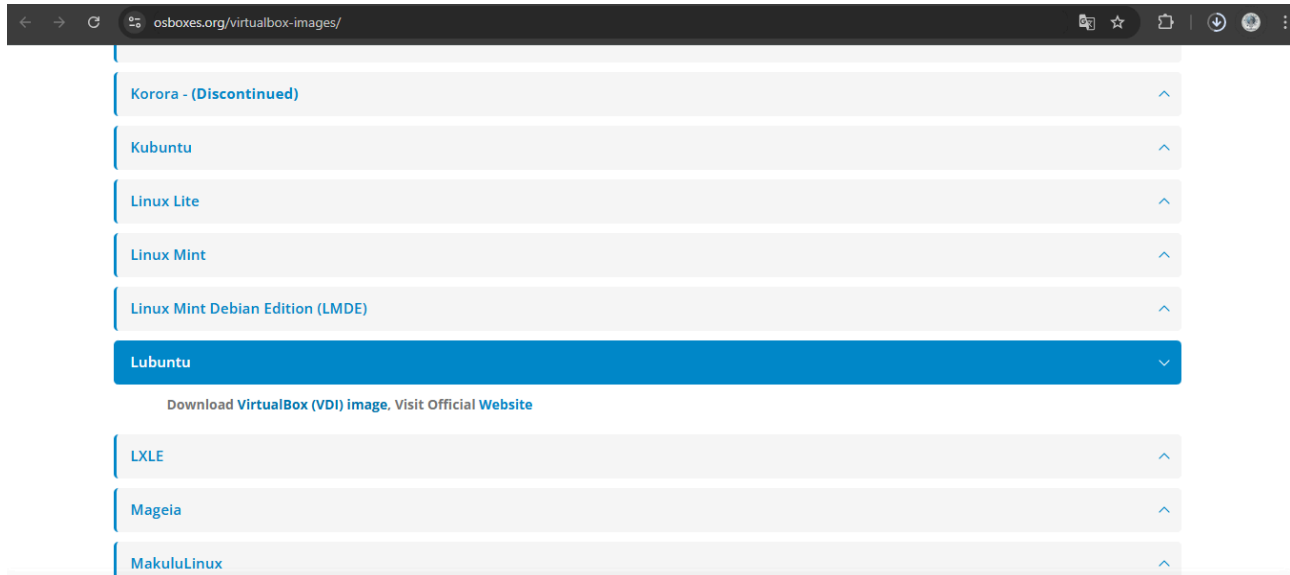 osboxes.org/virtualbox-images/
Korora - (Discontinued)
Kubuntu
Linux Lite
Linux Mint
Linux Mint Debian Edition (LMDE)
Lubuntu
Download VirtualBox (VDI) image, Visit Official Website
LXLE
Mageia
MakuluLinux